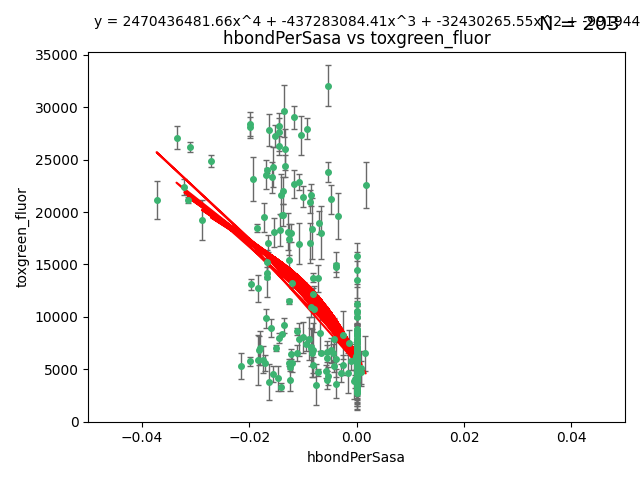 y = 2470436481.66x^4 + -437283084.41x^3 + -32430265.55x^2 +
N = 203
hbondPerSasa vs toxgreen_fluor
35000
30000
25000
20000
15000
10000
5000
0
toxgreen_fluor
−0.04
−0.02
0.00
0.02
0.04
hbondPerSasa